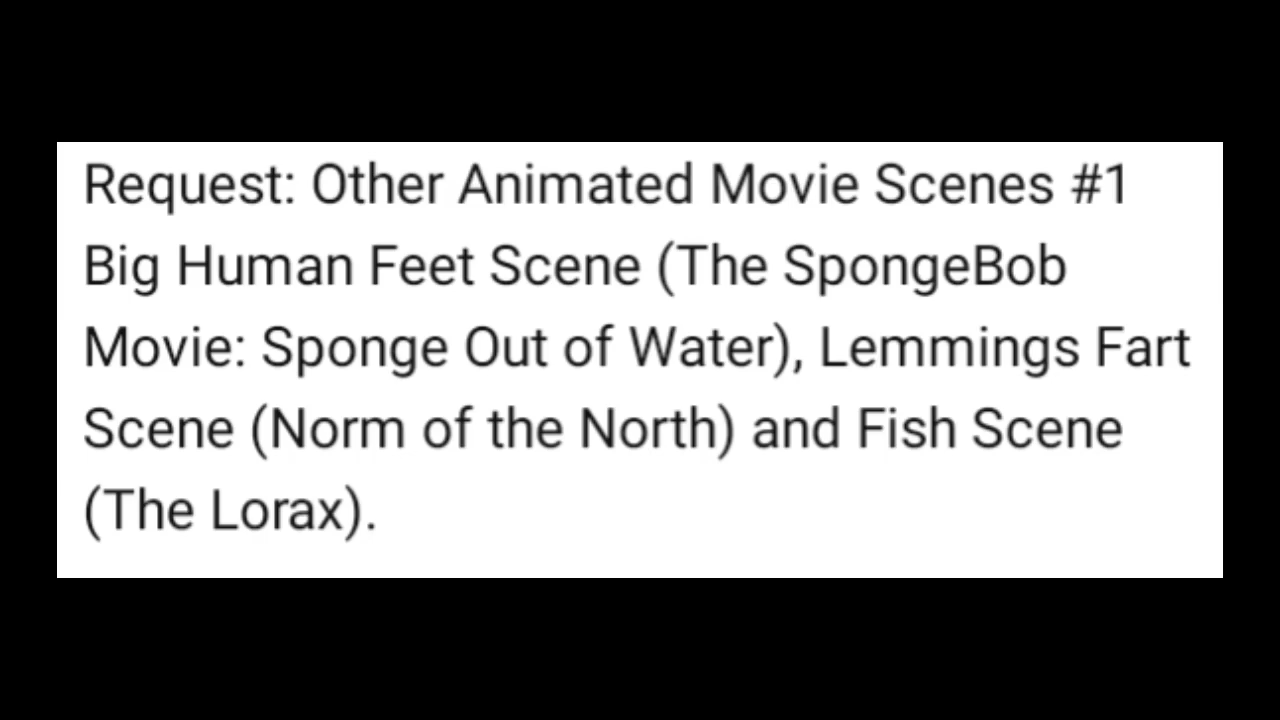 Request: Other Animated Movie Scenes #1
Big Human Feet Scene (The SpongeBob
Movie: Sponge Out of Water), Lemmings Fart
Scene (Norm of the North) and Fish Scene
(The Lorax).